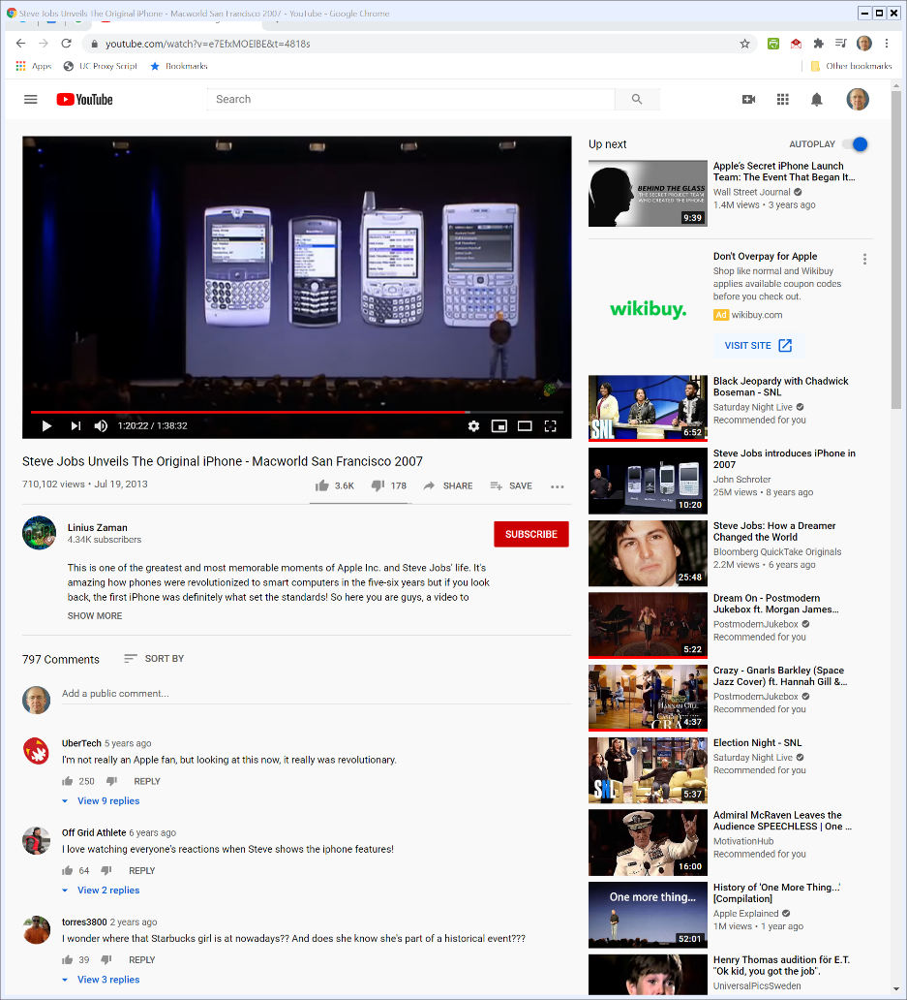 Steve Jobs Unveils The Original iPhone - Macworld San Francisco 2007 - YouTube - Google Chrome
youtube.com/watch?v=e7EfxMOElBE&t=4818s
Apps
UC Proxy Script
Bookmarks
Other bookmarks
YouTube
Search
1:20:22 / 1:38:32
Steve Jobs Unveils The Original iPhone - Macworld San Francisco 2007
710,102 views • Jul 19, 2013
3.6K
178
SHARE
SAVE
Linius Zaman
4.34K subscribers
SUBSCRIBE
This is one of the greatest and most memorable moments of Apple Inc. and Steve Jobs' life. It's
amazing how phones were revolutionized to smart computers in the five-six years but if you look
back, the first iPhone was definitely what set the standards! So here you are guys, a video to
SHOW MORE
797 Comments
SORT BY
Add a public comment...
UberTech 5 years ago
I'm not really an Apple fan, but looking at this now, it really was revolutionary.
250
REPLY
View 9 replies
Off Grid Athlete 6 years ago
I love watching everyone's reactions when Steve shows the iphone features!
64
REPLY
View 2 replies
torres3800 2 years ago
I wonder where that Starbucks girl is at nowadays?? And does she know she's part of a historical event???
39
REPLY
View 3 replies
Up next
AUTOPLAY
BEHIND THE GLASS
THE SECRET PROJECT TEAM
WHO CREATED THE IPHONE
9:39
Apple's Secret iPhone Launch
Team: The Event That Began It...
Wall Street Journal
1.4M views • 3 years ago
wikibuy.
Don't Overpay for Apple
Shop like normal and Wikibuy
applies available coupon codes
before you check out.
Ad wikibuy.com
VISIT SITE
SNL
6:52
Black Jeopardy with Chadwick
Boseman - SNL
Saturday Night Live
Recommended for you
10:20
Steve Jobs introduces iPhone in
2007
John Schroter
25M views • 8 years ago
25:48
Steve Jobs: How a Dreamer
Changed the World
Bloomberg QuickTake Originals
2.2M views • 6 years ago
5:22
Dream On - Postmodern
Jukebox ft. Morgan James...
PostmodernJukebox
Recommended for you
HANNAH GILL
4:37
Crazy - Gnarls Barkley (Space
Jazz Cover) ft. Hannah Gill &...
PostmodernJukebox
Recommended for you
SNL
5:37
Election Night - SNL
Saturday Night Live
Recommended for you
16:00
Admiral McRaven Leaves the
Audience SPEECHLESS | One ...
MotivationHub
Recommended for you
One more thing...
52:01
History of 'One More Thing...'
[Compilation]
Apple Explained
1M views • 1 year ago
Henry Thomas audition för E.T.
"Ok kid, you got the job".
UniversalPicsSweden